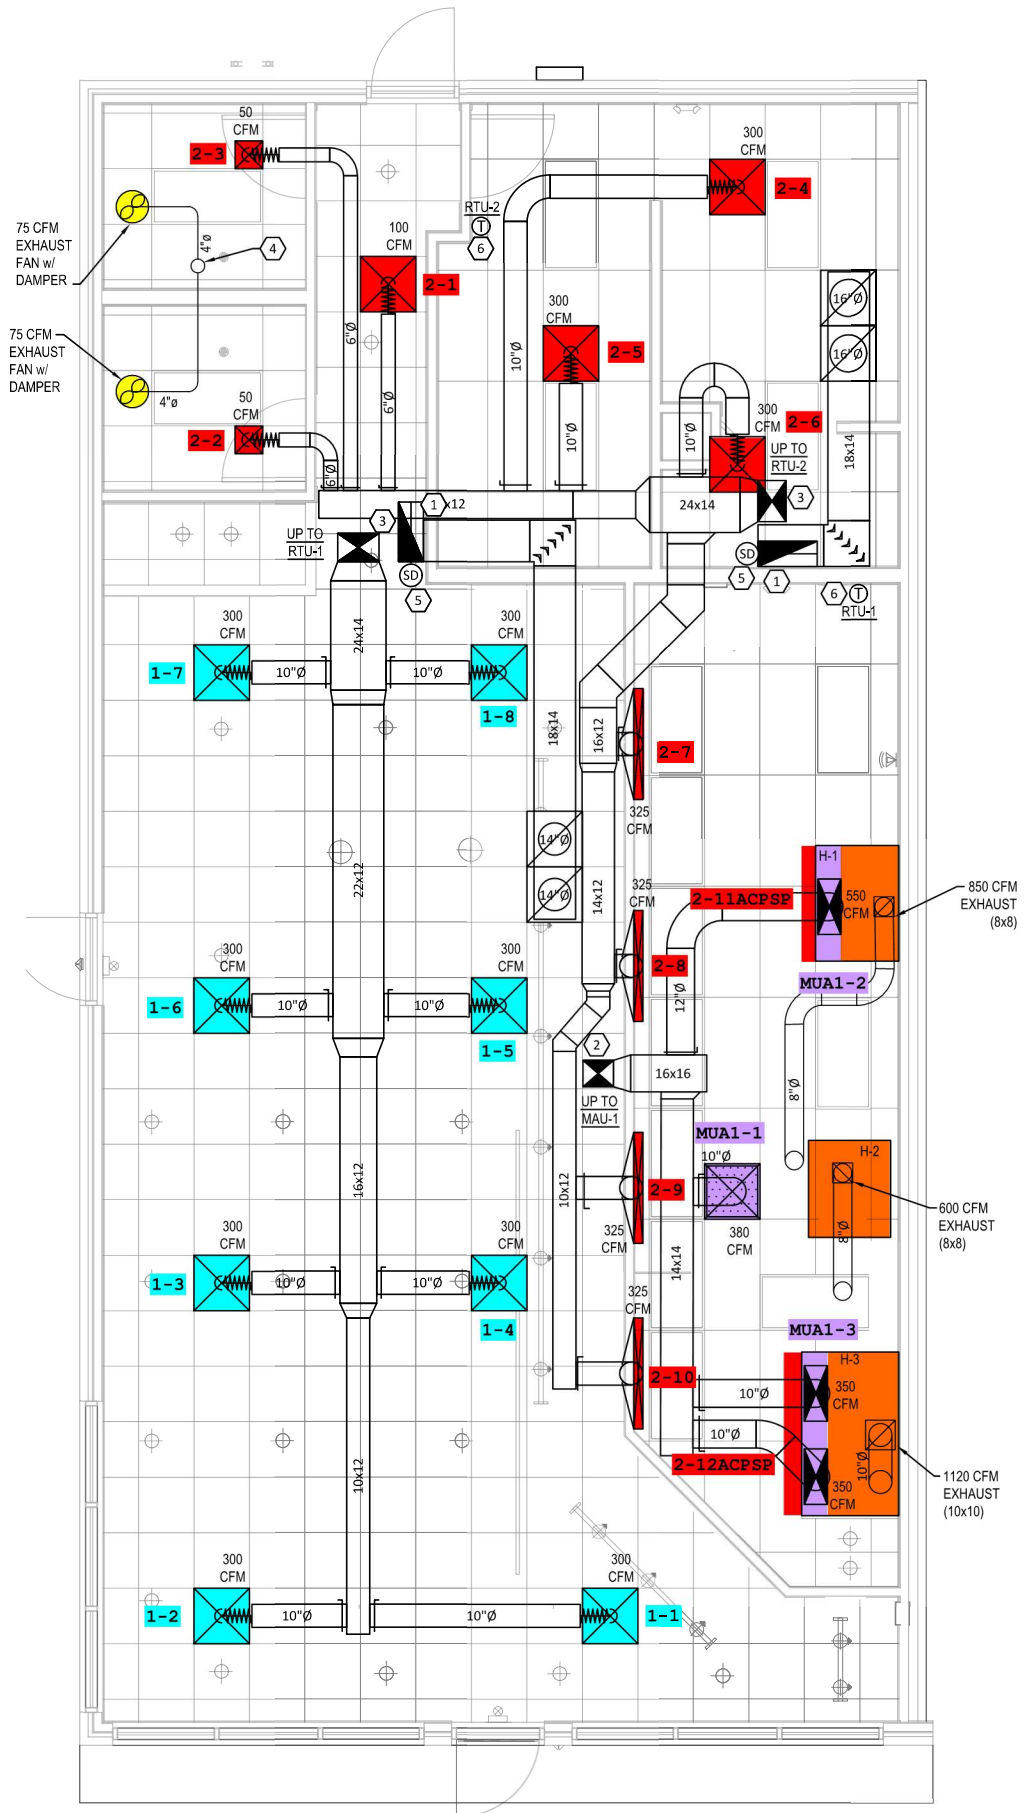 50
CFM
2-3
300
CFM
2-4
RTU-2
T
6
75 CFM
EXHAUST
FAN w/
DAMPER
4"ø
4
100
CFM
2-1
16"Ø
16"Ø
300
CFM
2-5
75 CFM
EXHAUST
FAN w/
DAMPER
4"ø
6"Ø
10"Ø
6"Ø
50
CFM
2-2
6"Ø
10"Ø
10"Ø
300
CFM
2-6
UP TO
RTU-2
18x14
1
x12
24x14
3
3
UP TO
RTU-1
SD
5
SD
5
1
6
T
RTU-1
300
CFM
24x14
300
CFM
1-7
10"Ø
10"Ø
1-8
18x14
16x12
2-7
325
CFM
14"Ø
14"Ø
22x12
14x12
325
CFM
2-11ACPSP
H-1
550
CFM
850 CFM
EXHAUST
(8x8)
300
CFM
300
CFM
2-8
MUA1-2
1-6
10"Ø
10"Ø
12"Ø
1-5
2
16x16
8"Ø
UP TO
MAU-1
MUA1-1
10"Ø
H-2
16x12
10x12
2-9
600 CFM
EXHAUST
(8x8)
325
CFM
380
CFM
8"Ø
300
CFM
300
CFM
14x14
1-3
10"Ø
10"Ø
325
CFM
1-4
MUA1-3
H-3
2-10
10"Ø
350
CFM
10"Ø
10x12
2-12ACPSP
10"Ø
350
CFM
1120 CFM
EXHAUST
(10x10)
300
CFM
300
CFM
1-2
10"Ø
10"Ø
1-1